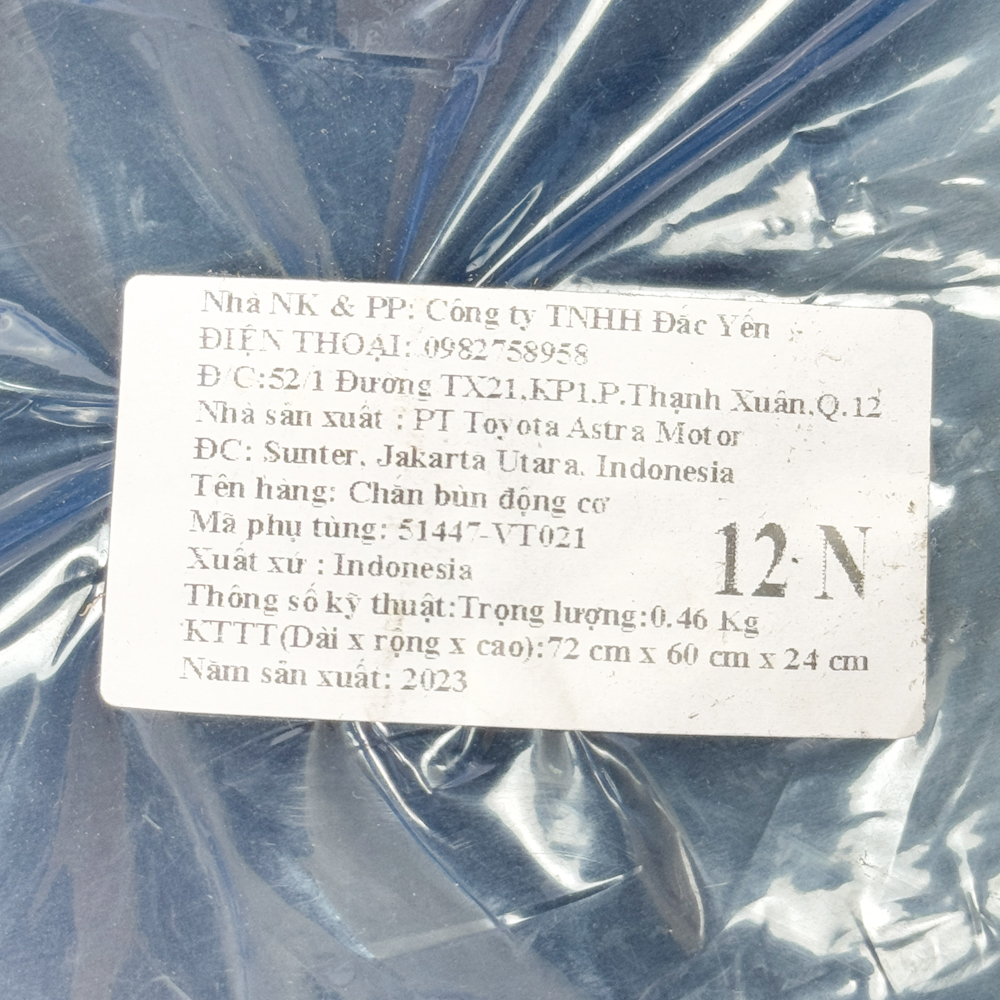 Nhà NK & PP: Công ty TNHH Đắc Yến
ĐIỆN THOẠI: 0982758958
Đ/C:52/1 Đường TX21,KP1,P.Thạnh Xuân,Q.12
Nhà sản xuất : PT Toyota Astra Motor
ĐC: Sunter, Jakarta Utara, Indonesia
Tên hàng: Chắn bùn động cơ
Mã phụ tùng: 51447-VT021
Xuất xứ : Indonesia
12 N
Thông số kỹ thuật:Trọng lượng:0.46 Kg
KTTT(Dài x rộng x cao):72 cm x 60 cm x 24 cm
Năm sản xuất: 2023